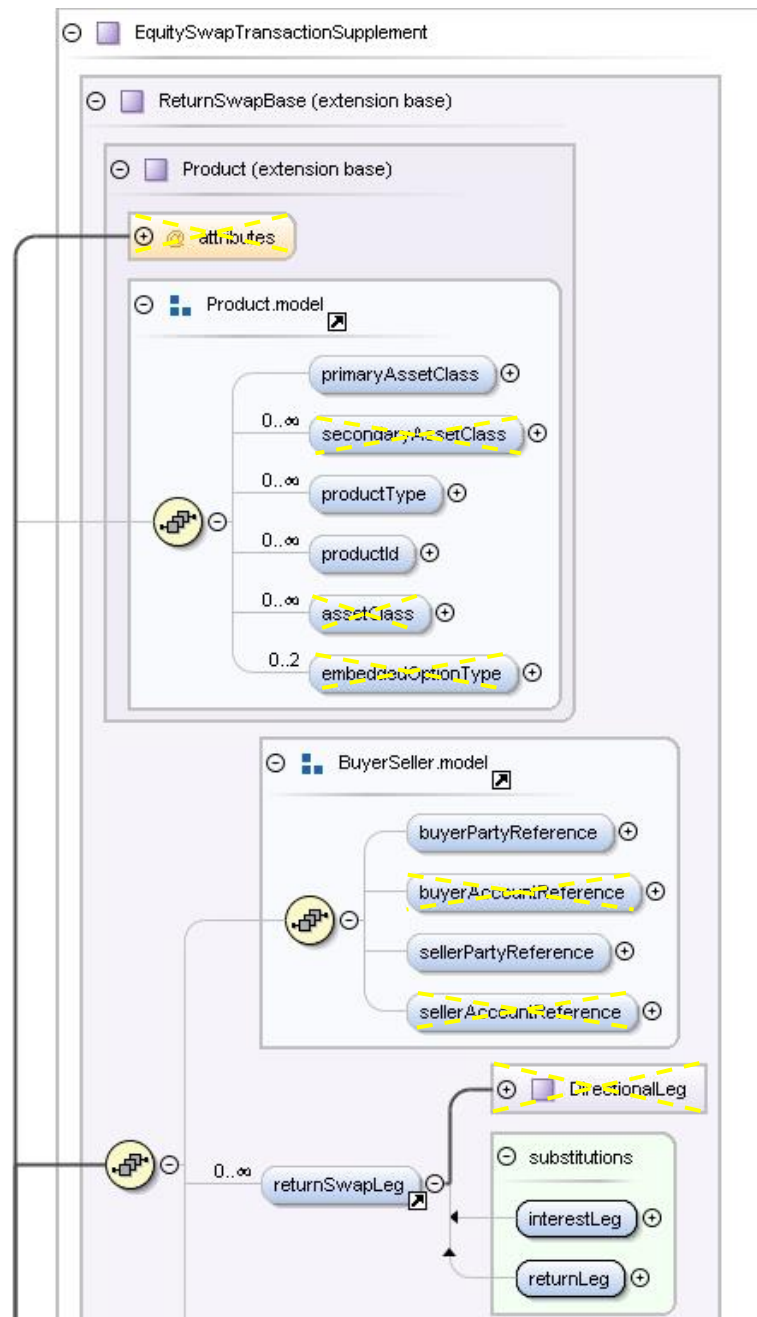 EquitySwapTransactionSupplement
ReturnSwapBase (extension base)
Product (extension base)
attributes
Product.model
primaryAssetClass
0..∞
secondaryAssetClass
0..∞
productType
0..∞
productId
0..∞
assetClass
0..2
embeddedOptionType
BuyerSeller.model
buyerPartyReference
buyerAccountReference
sellerPartyReference
sellerAccountReference
DirectionalLeg
substitutions
0..∞
returnSwapLeg
interestLeg
returnLeg